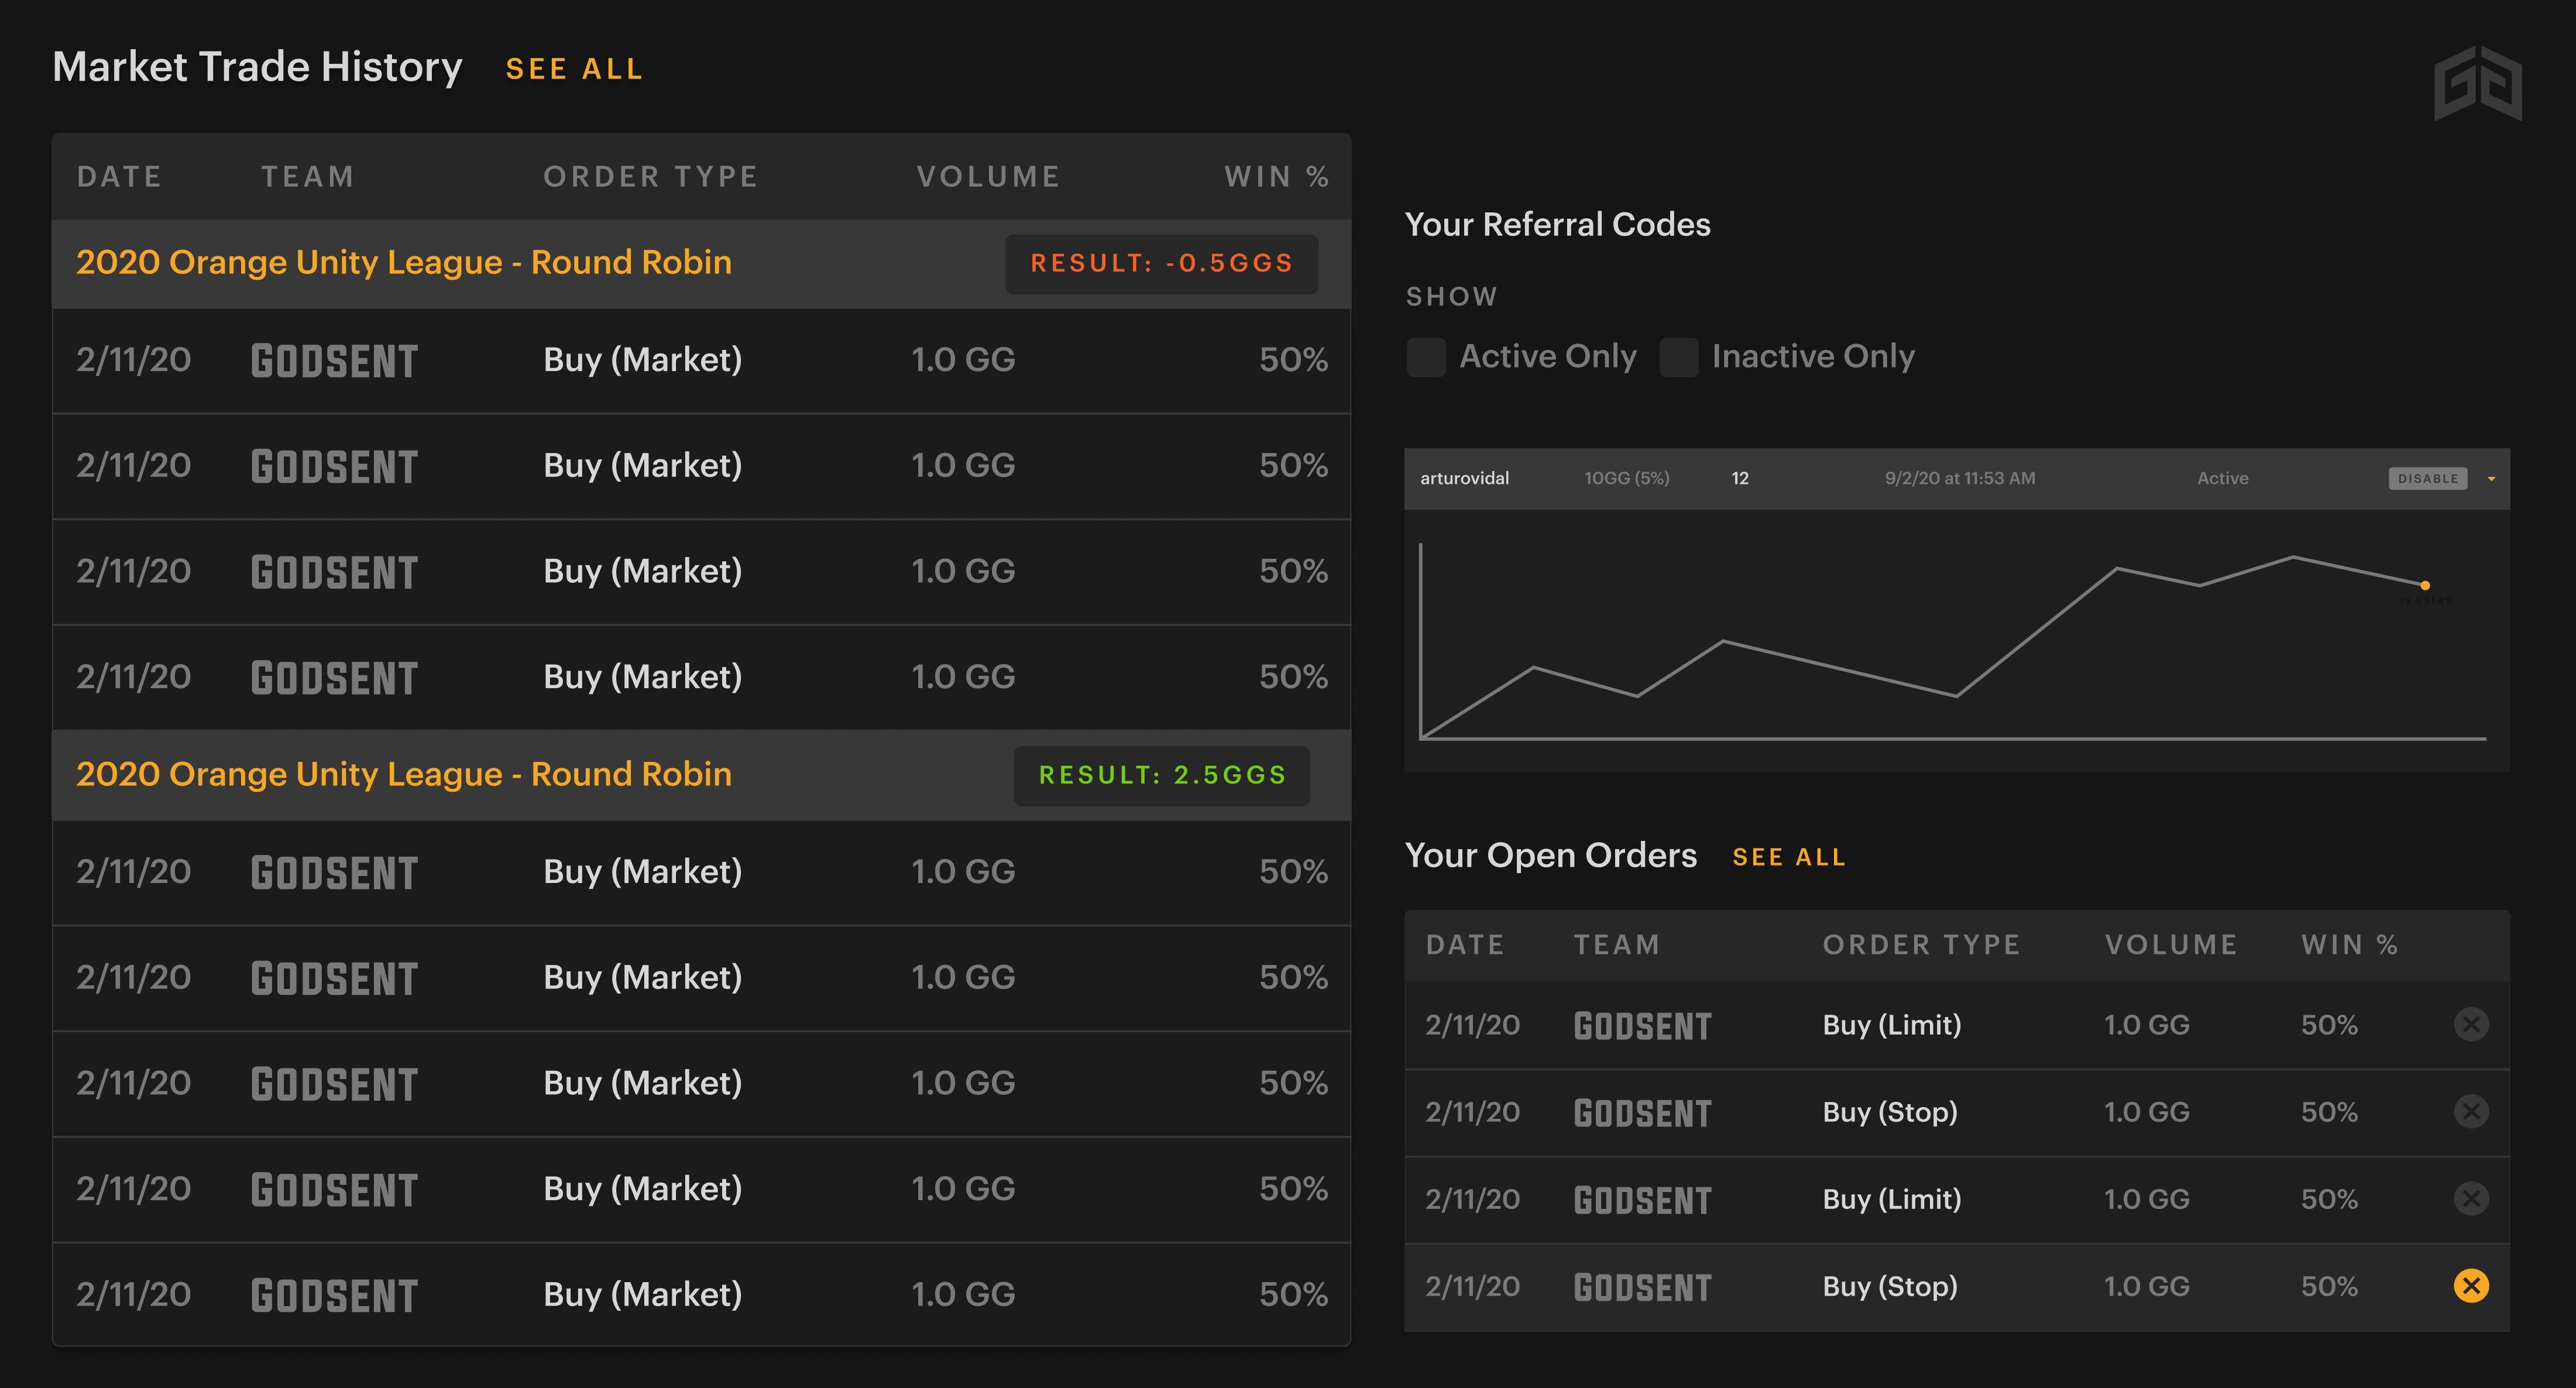 Market Trade History SEE ALL
DATE TEAM ORDER TYPE VOLUME WIN %
2020 Orange Unity League - Round Robin RESULT: -0.5GGS
2/11/20 GODSENT Buy (Market) 1.0 GG 50%
2/11/20 GODSENT Buy (Market) 1.0 GG 50%
2/11/20 GODSENT Buy (Market) 1.0 GG 50%
2/11/20 GODSENT Buy (Market) 1.0 GG 50%
2020 Orange Unity League - Round Robin RESULT: 2.5GGS
2/11/20 GODSENT Buy (Market) 1.0 GG 50%
2/11/20 GODSENT Buy (Market) 1.0 GG 50%
2/11/20 GODSENT Buy (Market) 1.0 GG 50%
2/11/20 GODSENT Buy (Market) 1.0 GG 50%
2/11/20 GODSENT Buy (Market) 1.0 GG 50%
GG
Your Referral Codes
SHOW
Active Only Inactive Only
arturovidal 10GG (5%) 12 9/2/20 at 11:53 AM Active DISABLE
USERS
Your Open Orders SEE ALL
DATE TEAM ORDER TYPE VOLUME WIN %
2/11/20 GODSENT Buy (Limit) 1.0 GG 50%
2/11/20 GODSENT Buy (Stop) 1.0 GG 50%
2/11/20 GODSENT Buy (Limit) 1.0 GG 50%
2/11/20 GODSENT Buy (Stop) 1.0 GG 50%